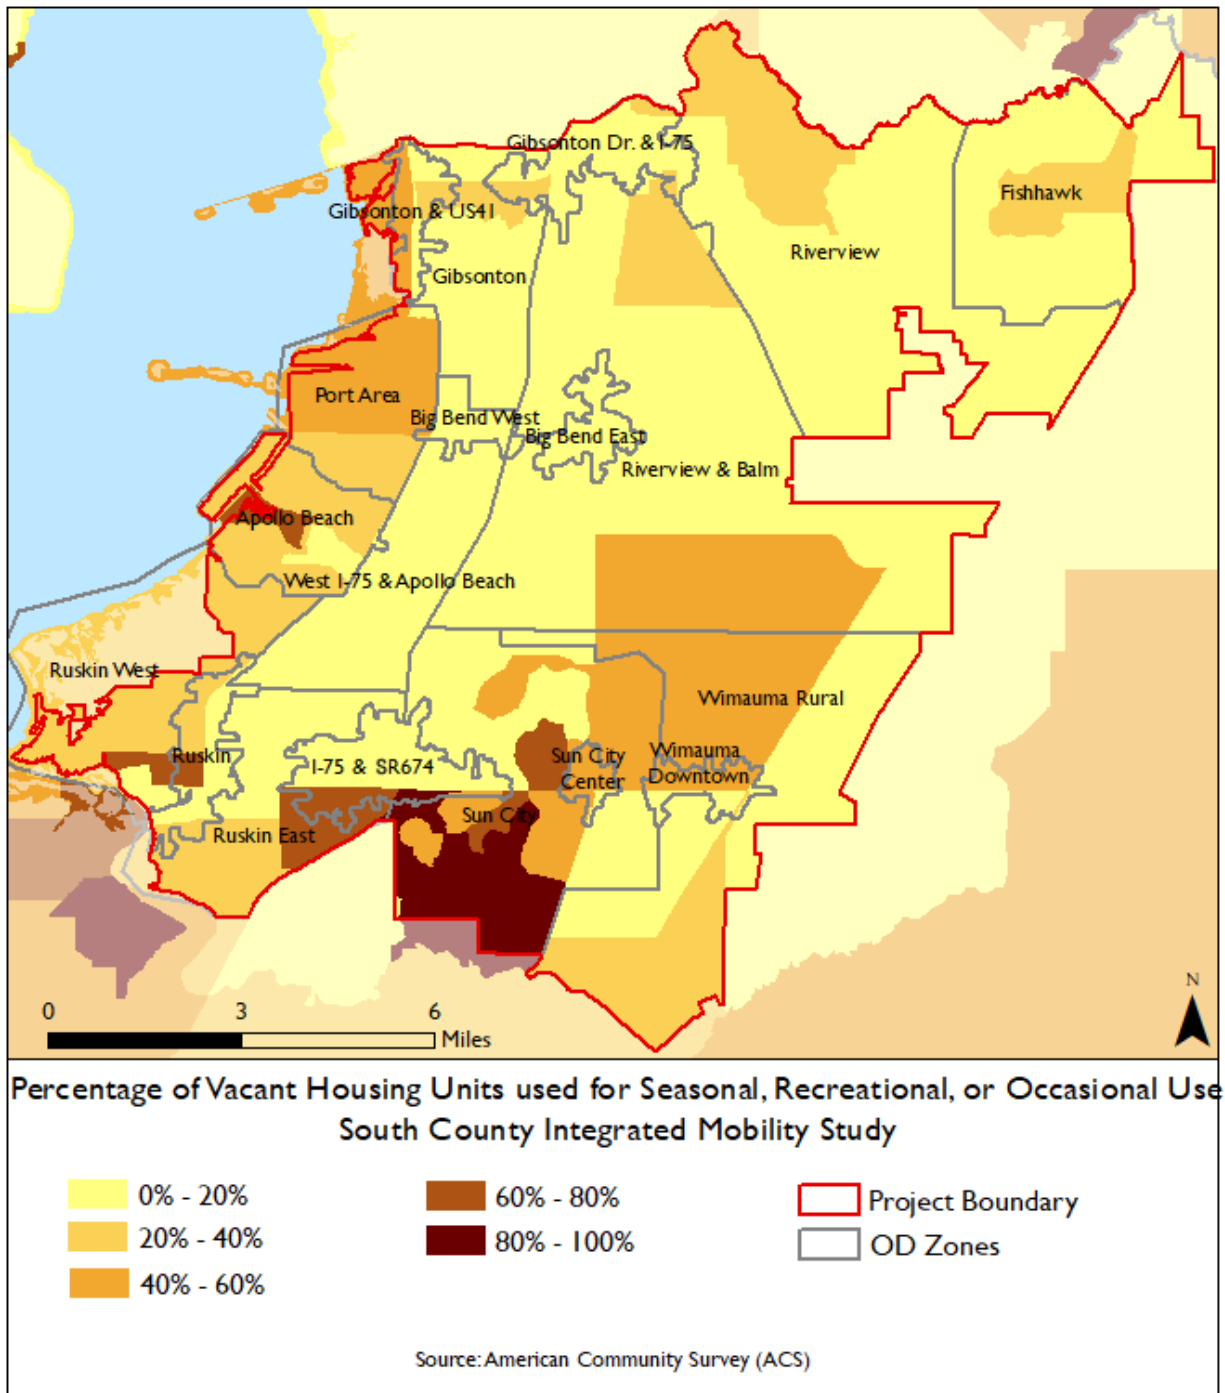 Gibsonton Dr. & I-75
Fishhawk
Gibsonton & US41
Riverview
Gibsonton
Port Area
Big Bend West
Big Bend East
Riverview & Balm
Apollo Beach
West I-75 & Apollo Beach
Ruskin West
Wimauma Rural
Ruskin
I-75 & SR674
Sun City
Center
Wimauma
Downtown
Sun City
Ruskin East
N
0 3 6
Miles
Percentage of Vacant Housing Units used for Seasonal, Recreational, or Occasional Use
South County Integrated Mobility Study
0% - 20%
20% - 40%
40% - 60%
60% - 80%
80% - 100%
Project Boundary
OD Zones
Source: American Community Survey (ACS)